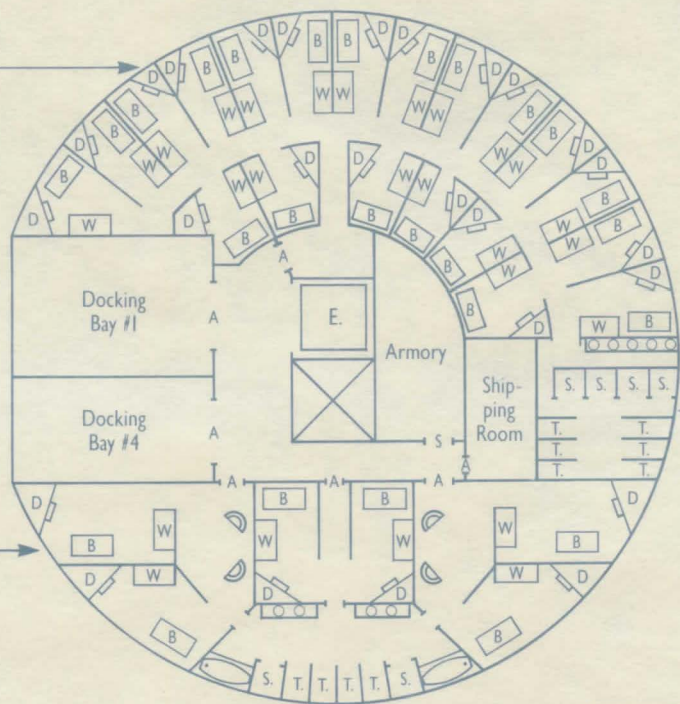 D D B B D D
D D B B B B D D
D D B W W B D D
B B W W W W B B
D W W W W D D
D D
B W W W W D B
D W D B B D W W B
B B W W
A B D D
Docking
Bay #1
A
E.
B
D
W B
Armory
Ship-
ping
Room
S. S. S. S.
Docking
Bay #4
A
S
T. T.
T. T.
A T. T.
A A A
D B B D
W W W W
B B
D W D D W D
B B
S. T. T. T. T. S.